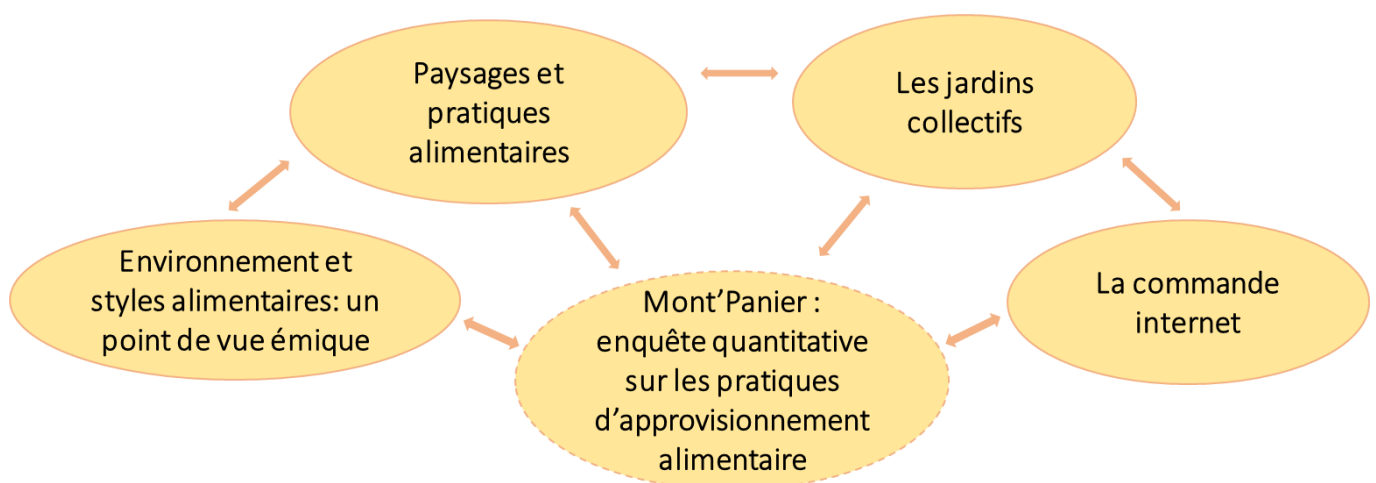 Paysages et
pratiques
alimentaires
Les jardins
collectifs
Environnement et
styles alimentaires: un
point de vue émique
Mont’Panier :
enquête quantitative
sur les pratiques
d’approvisionnement
alimentaire
La commande
internet